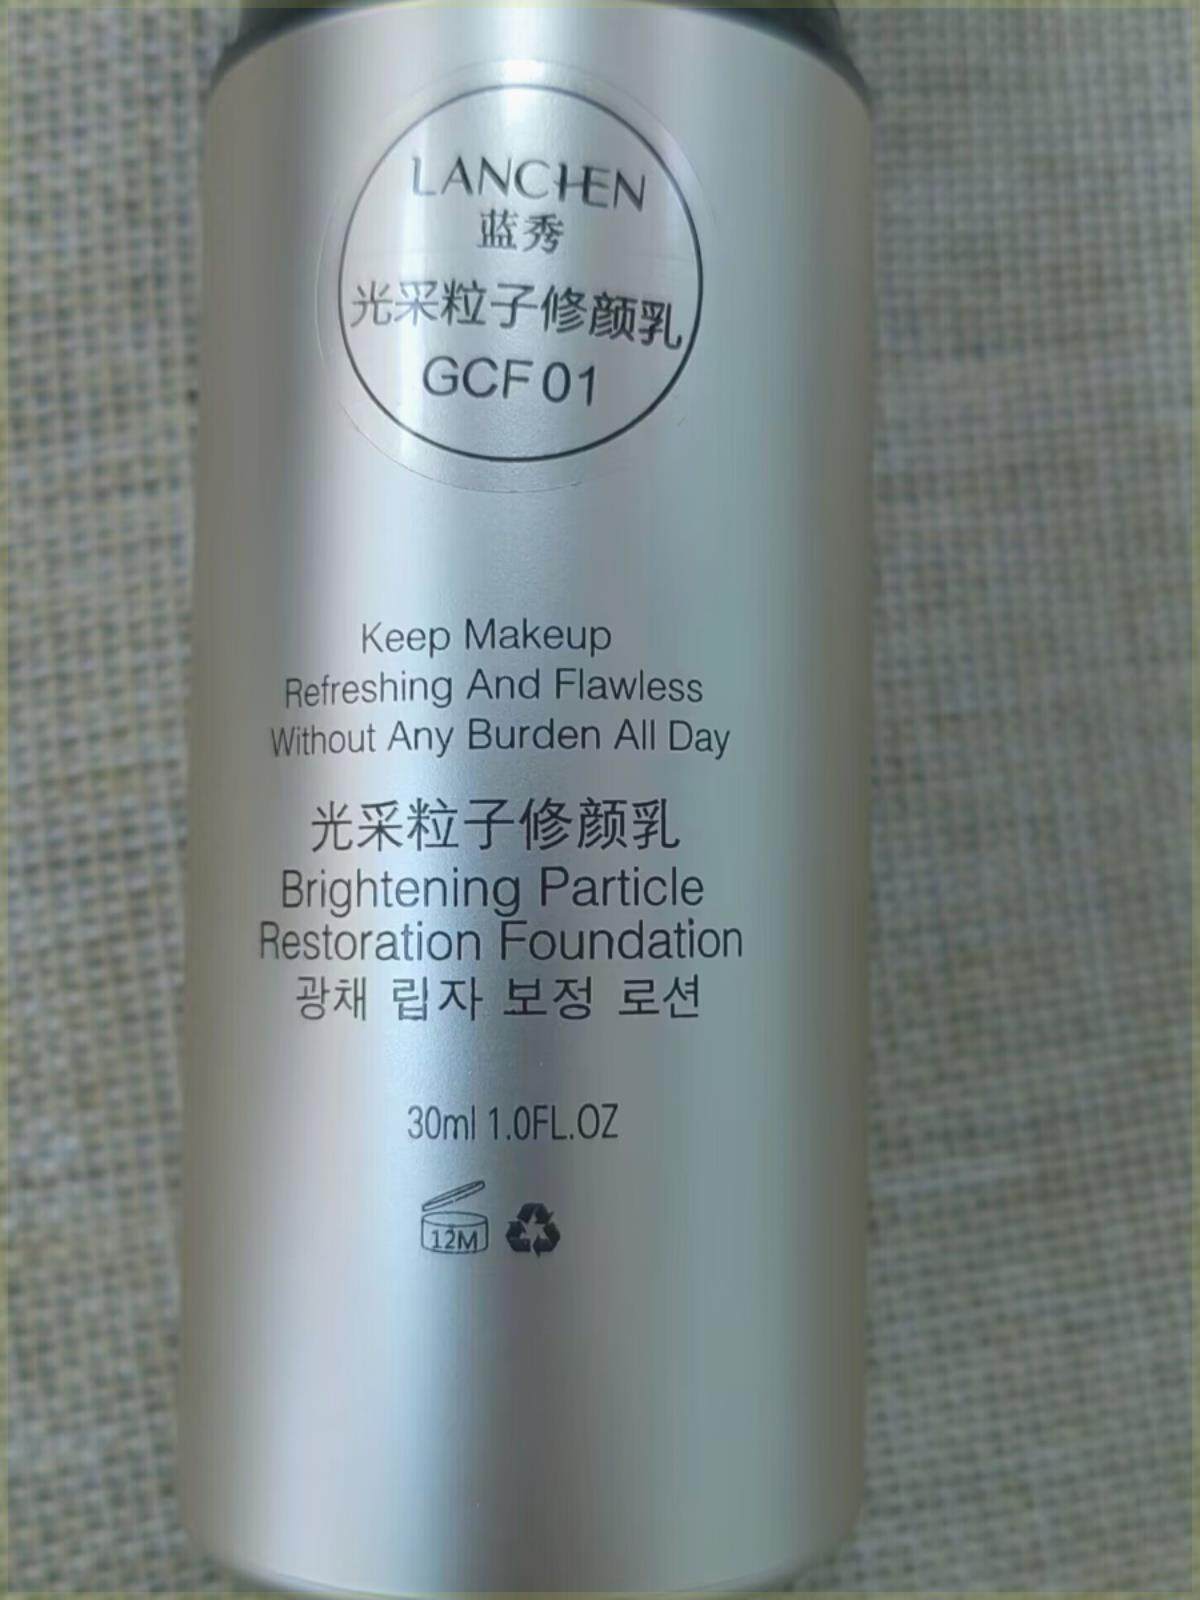 LANCHEN
蓝秀
光采粒子修颜乳
GCF 01
Keep Makeup
Refreshing And Flawless
Without Any Burden All Day
光采粒子修颜乳
Brightening Particle
Restoration Foundation
광채 립자 보정 로션
30ml 1.0FL.OZ
12M